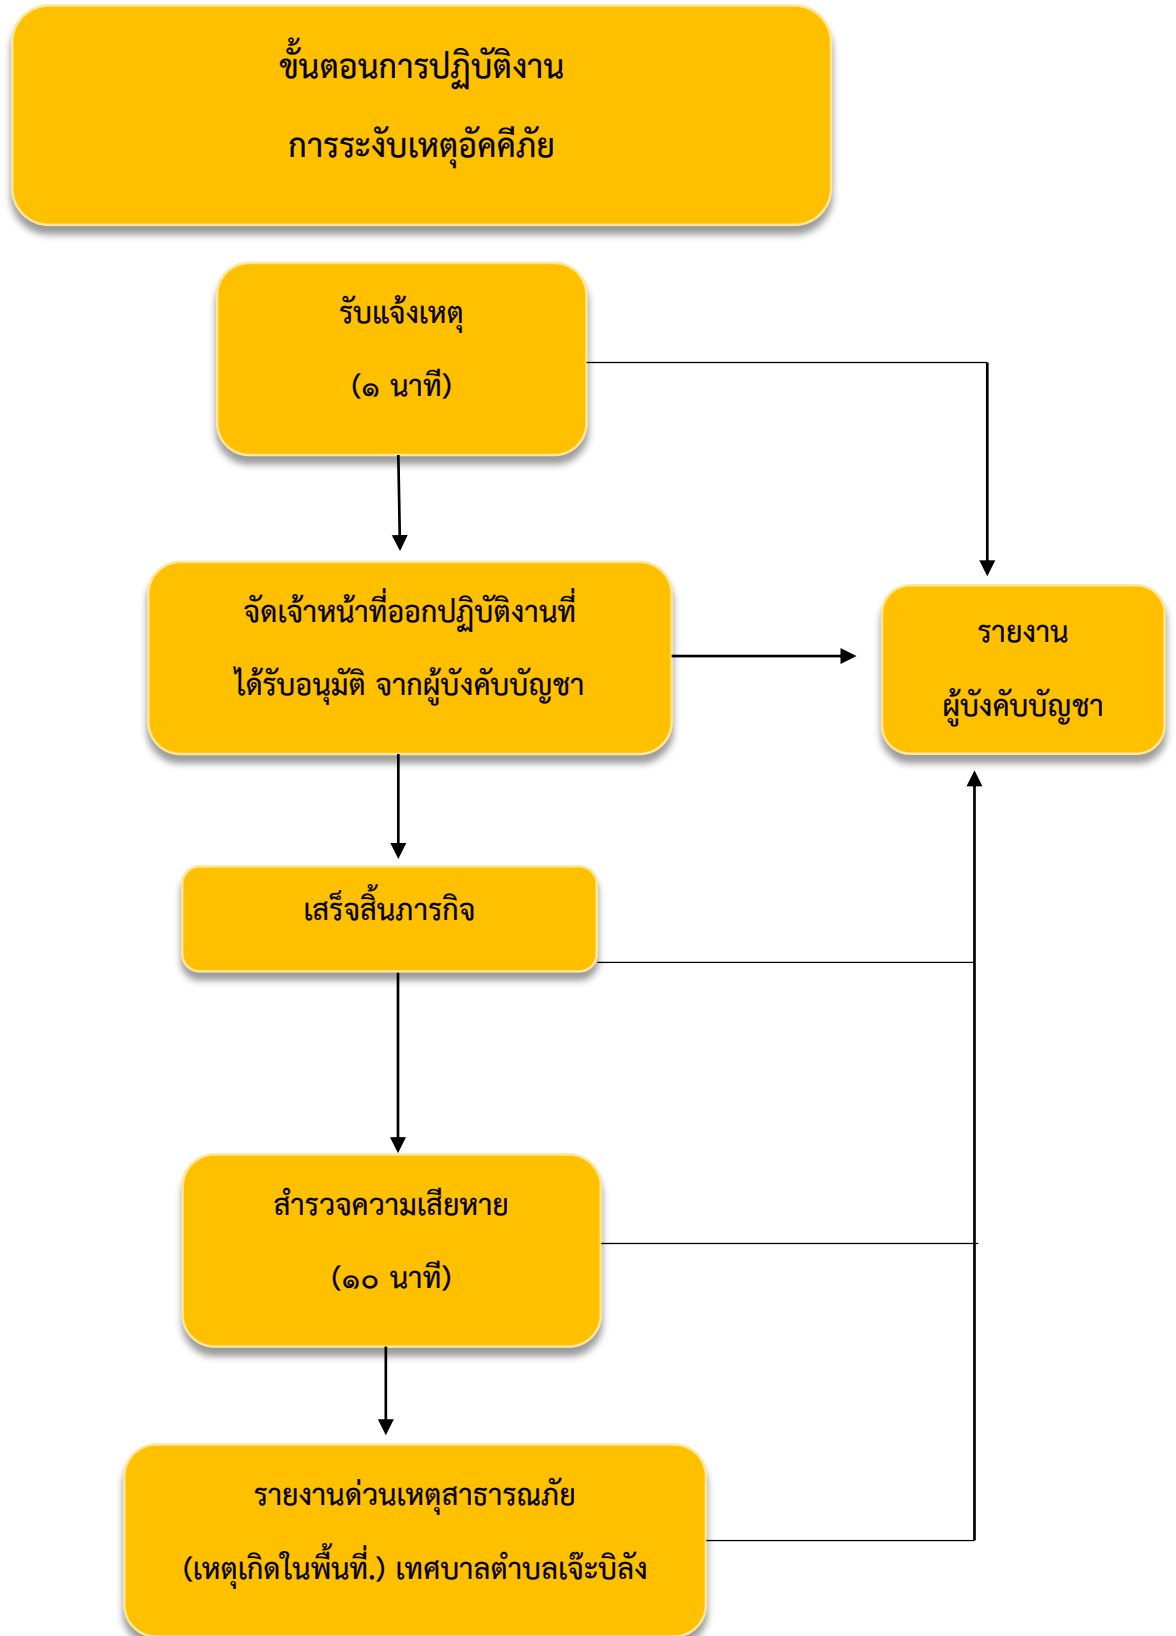 ขั้นตอนการปฏิบัติงาน
การระงับเหตุอัคคีภัย
รับแจ้งเหตุ
(๑ นาที)
จัดเจ้าหน้าที่ออกปฏิบัติงานที่
ได้รับอนุมัติ จากผู้บังคับบัญชา
รายงาน
ผู้บังคับบัญชา
เสร็จสิ้นภารกิจ
สำรวจความเสียหาย
(๑๐ นาที)
รายงานด่วนเหตุสาธารณภัย
(เหตุเกิดในพื้นที่.) เทศบาลตำบลเจ๊ะบิลัง